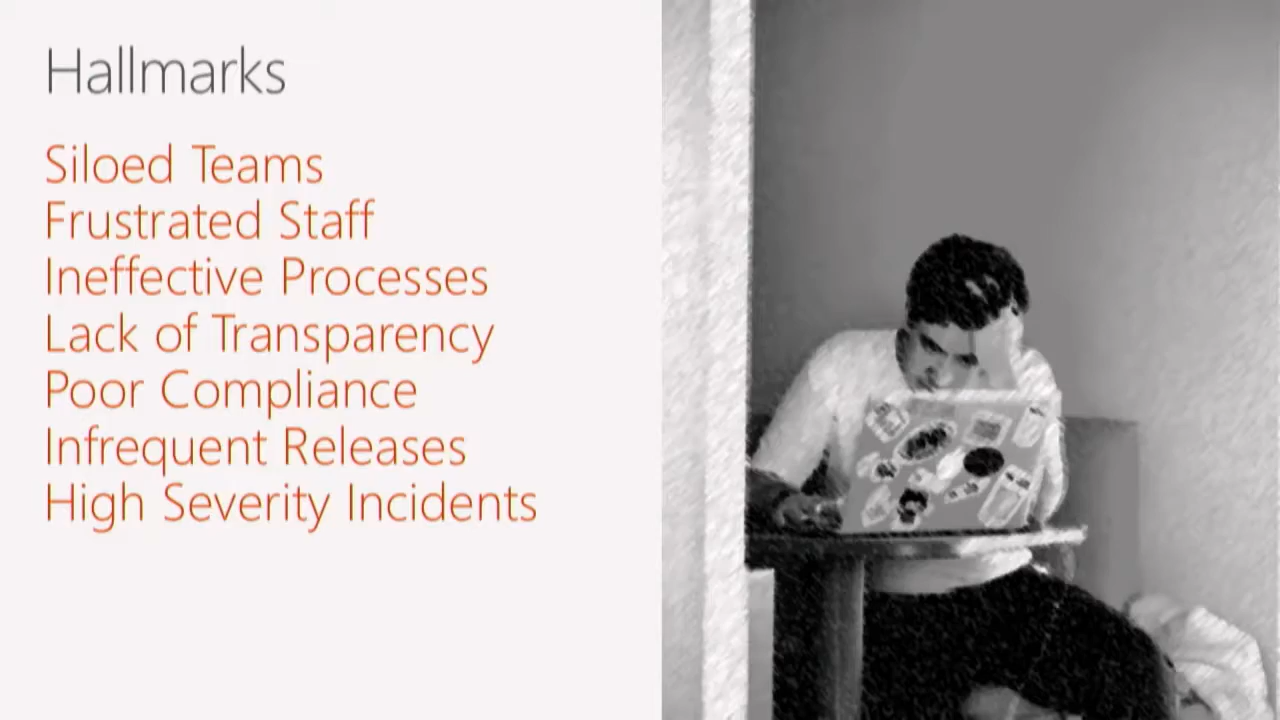 Hallmarks
Siloed Teams
Frustrated Staff
Ineffective Processes
Lack of Transparency
Poor Compliance
Infrequent Releases
High Severity Incidents